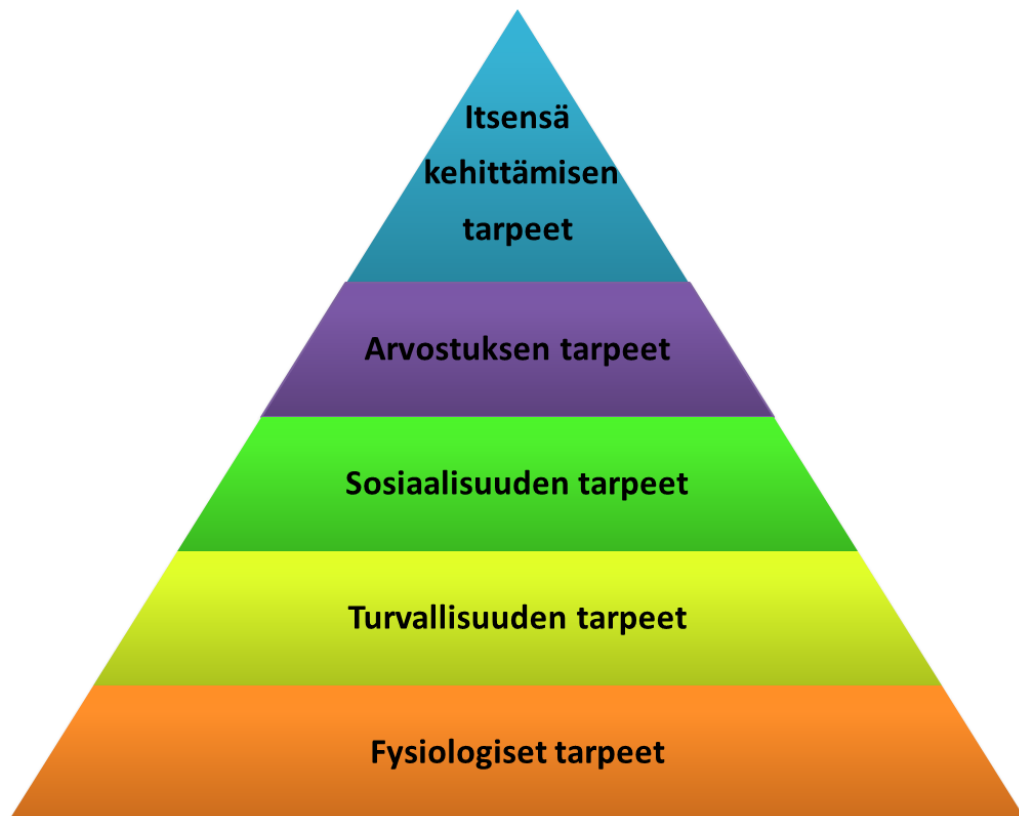 Itsensä
kehittämisen
tarpeet
Arvostuksen tarpeet
Sosiaalisuuden tarpeet
Turvallisuuden tarpeet
Fysiologiset tarpeet